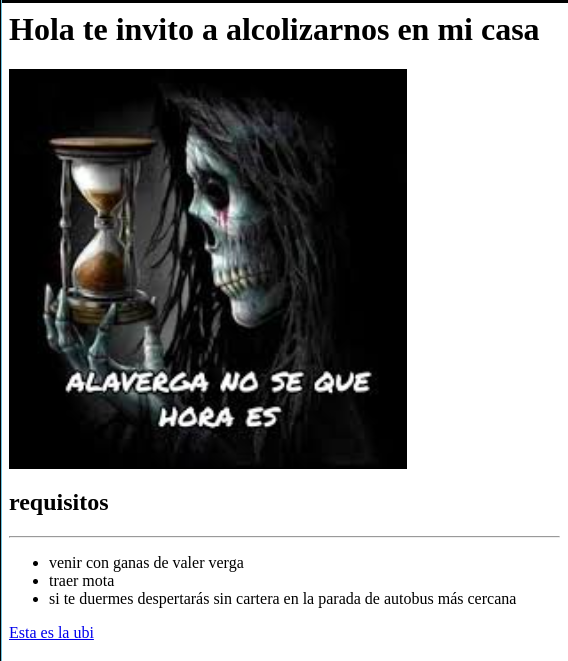 Hola te invito a alcolizarnos en mi casa
ALAVERGA NO SE QUE
HORA ES
requisitos
venir con ganas de valer verga
traer mota
si te duermes despertarás sin cartera en la parada de autobus más cercana
Esta es la ubi